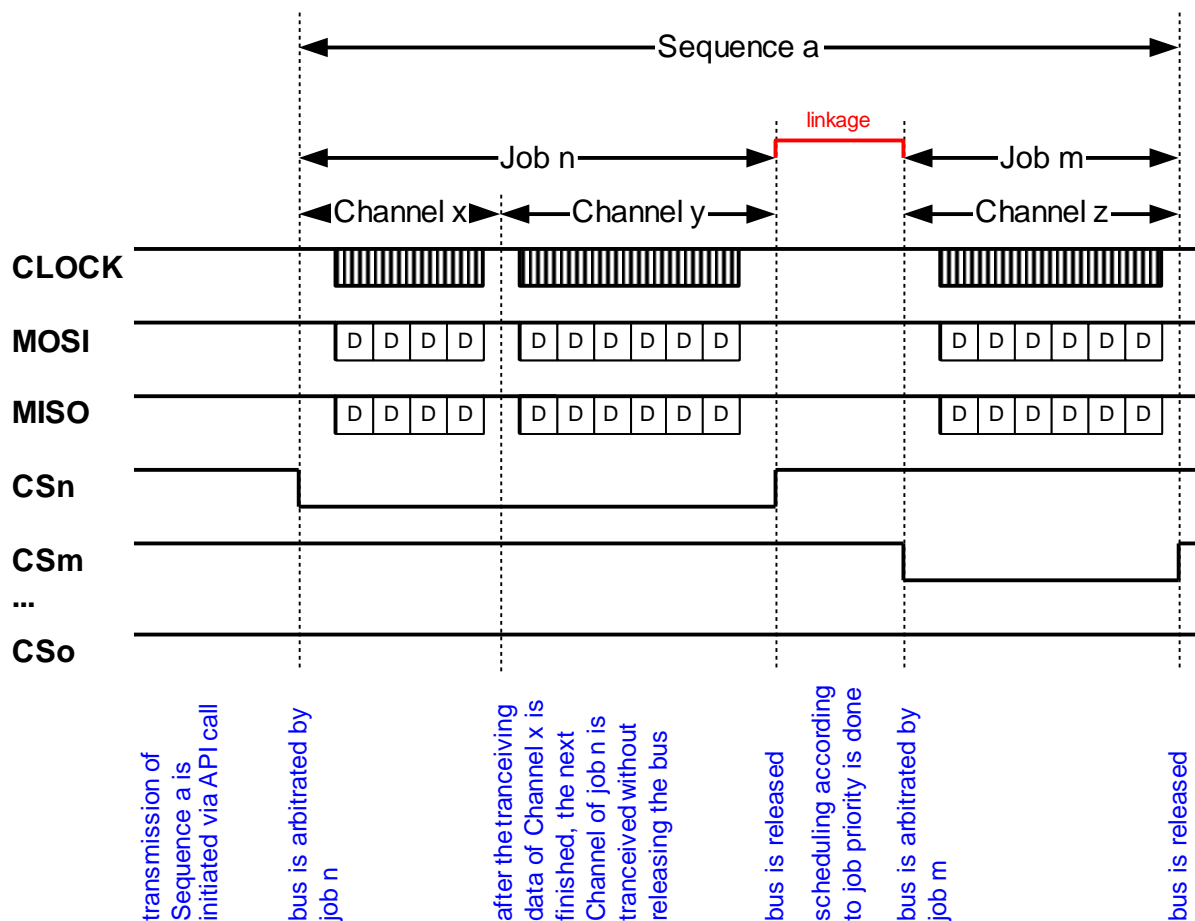 Sequence a
linkage
Job n
Job m
Channel x
Channel y
Channel z
CLOCK
MOSI
D D D D D D D D D D D D D D D D
MISO
D D D D D D D D D D D D D D D D
CSn
CSm
...
CSo
transmission of
Sequence a is
initiated via API call
bus is arbitrated by
job n
after the tranceiving
data of Channel x is
finished, the next
Channel of job n is
tranceived without
releasing the bus
bus is released
scheduling according
to job priority is done
bus is arbitrated by
job m
bus is released